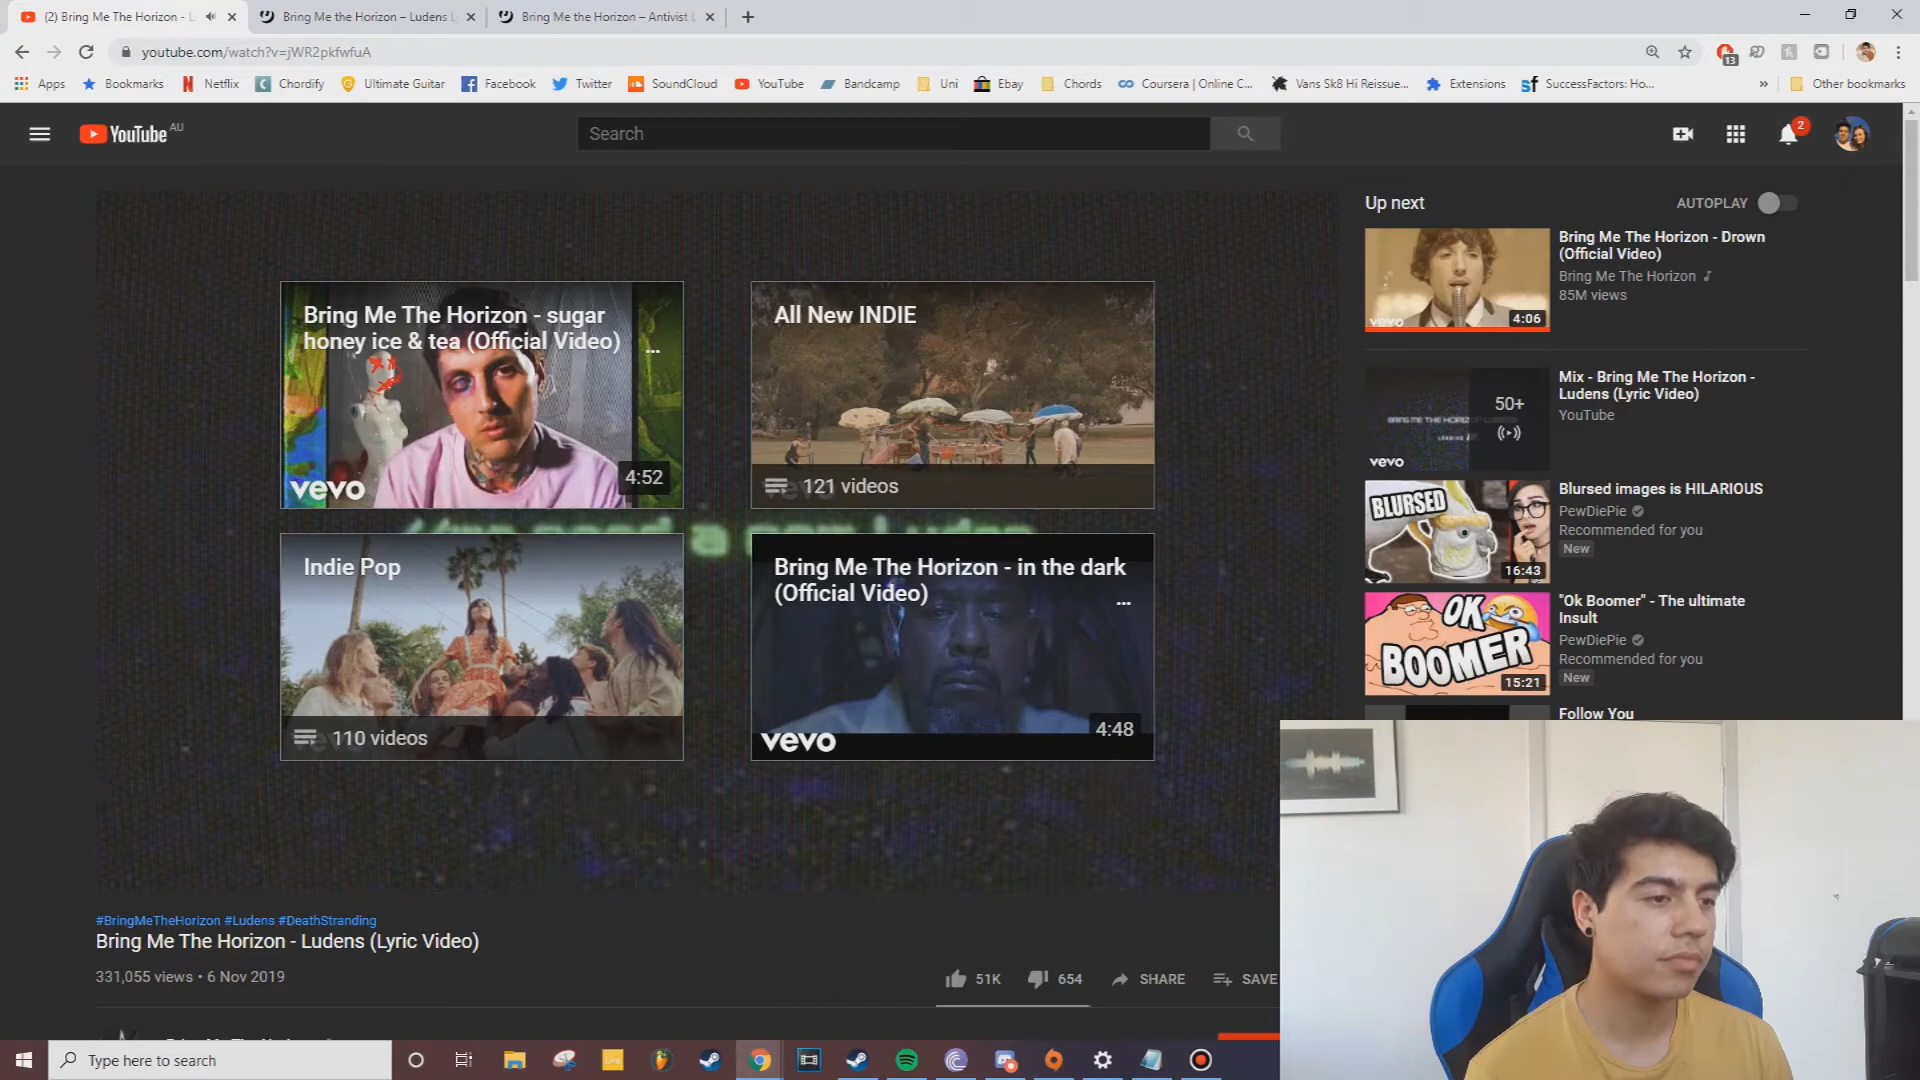 (2) Bring Me The Horizon - L
Bring Me the Horizon – Ludens L
Bring Me the Horizon – Antivist L
youtube.com/watch?v=jWR2pkfwfuA
13
Apps
Bookmarks
Netflix
Chordify
Ultimate Guitar
Facebook
Twitter
SoundCloud
YouTube
Bandcamp
Uni
Ebay
Chords
Coursera | Online C...
Vans Sk8 Hi Reissue...
Extensions
SuccessFactors: Ho...
»
Other bookmarks
YouTube AU
Search
2
Bring Me The Horizon - sugar
honey ice & tea (Official Video)
...
vevo
4:52
All New INDIE
121 videos
Indie Pop
110 videos
Bring Me The Horizon - in the dark
(Official Video)
...
vevo
4:48
#BringMeTheHorizon #Ludens #DeathStranding
Bring Me The Horizon - Ludens (Lyric Video)
331,055 views • 6 Nov 2019
51K
654
SHARE
SAVE
Up next
AUTOPLAY
vevo
4:06
Bring Me The Horizon - Drown
(Official Video)
Bring Me The Horizon
85M views
50+
vevo
Mix - Bring Me The Horizon -
Ludens (Lyric Video)
YouTube
BLURSED
16:43
Blursed images is HILARIOUS
PewDiePie
Recommended for you
New
OK
BOOMER
15:21
"Ok Boomer" - The ultimate
Insult
PewDiePie
Recommended for you
New
Follow You
Type here to search